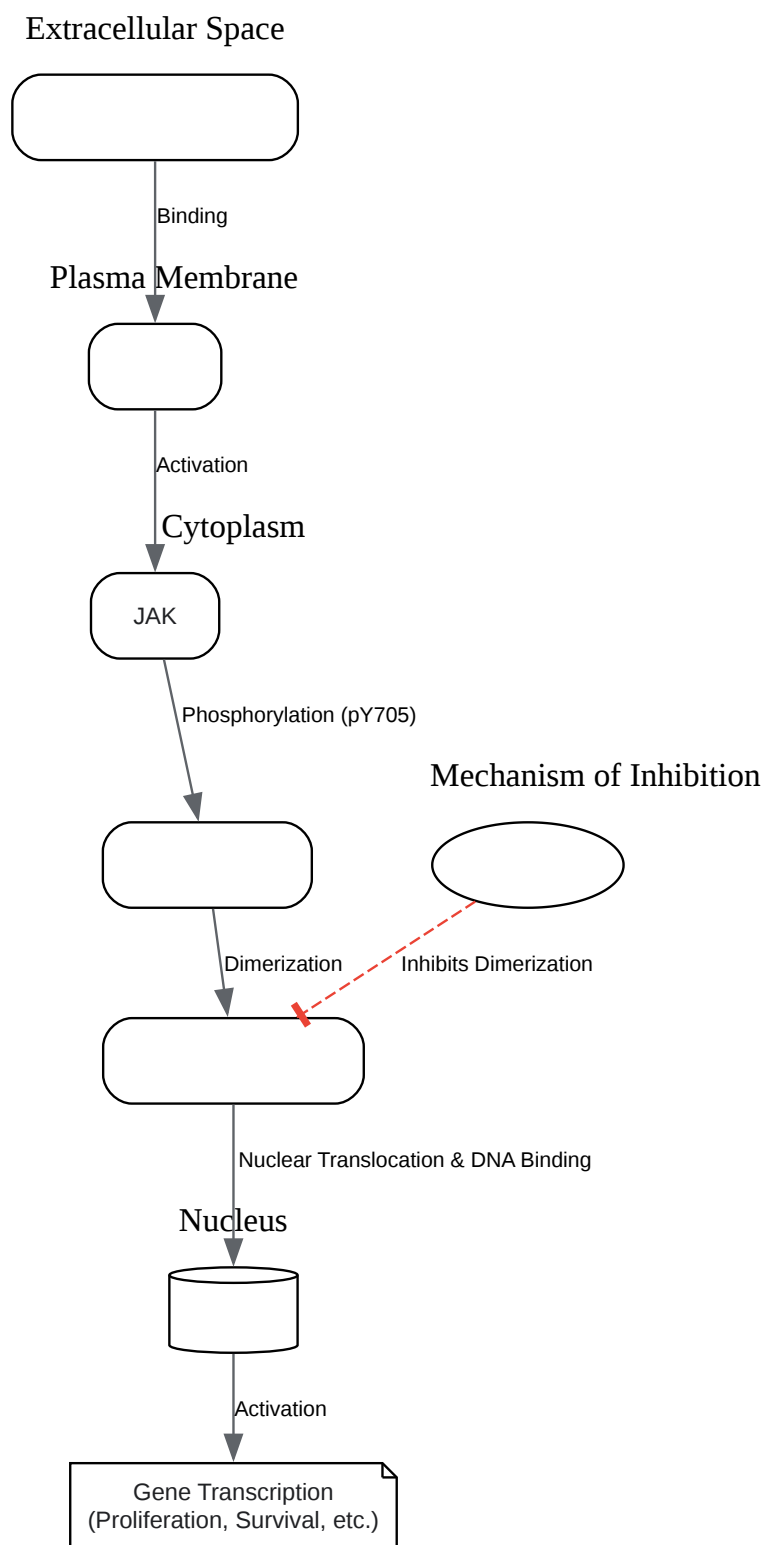 Extracellular Space
Binding
Plasma Membrane
Activation
Cytoplasm
JAK
Phosphorylation (pY705)
Mechanism of Inhibition
Dimerization
Inhibits Dimerization
Nuclear Translocation & DNA Binding
Nucleus
Activation
Gene Transcription
(Proliferation, Survival, etc.)